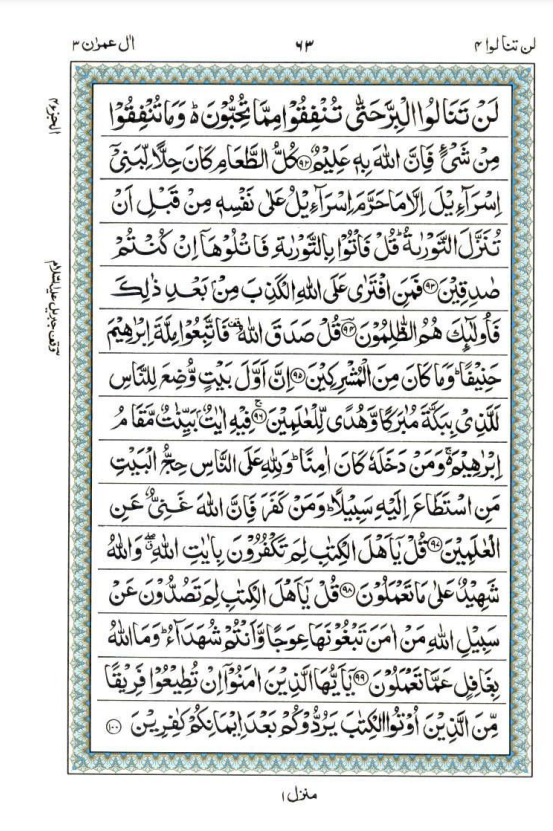 لن تنالوا ۴
۶۳
اٰل عمرٰن ۳
لَنْ تَنَالُوا الْبِرَّ حَتّٰى تُنْفِقُوْا مِمَّا تُحِبُّوْنَ ۬ؕ وَمَا تُنْفِقُوْا
مِنْ شَیْءٍ فَاِنَّ اللّٰهَ بِهٖ عَلِیْمٌ ﴿۹۲﴾ كُلُّ الطَّعَامِ كَانَ حِلًّا لِّبَنِیْۤ
اِسْرَآءِیْلَ اِلَّا مَا حَرَّمَ اِسْرَآءِیْلُ عَلٰى نَفْسِهٖ مِنْ قَبْلِ اَنْ
تُنَزَّلَ التَّوْرٰىةُ ؕ قُلْ فَاْتُوْا بِالتَّوْرٰىةِ فَاتْلُوْهَاۤ اِنْ كُنْتُمْ
صٰدِقِیْنَ ﴿۹۳﴾ فَمَنِ افْتَرٰى عَلَى اللّٰهِ الْكَذِبَ مِنْۢ بَعْدِ ذٰلِكَ
فَاُولٰٓىِٕكَ هُمُ الظّٰلِمُوْنَ ﴿۹۴﴾ قُلْ صَدَقَ اللّٰهُ ۫ فَاتَّبِعُوْا مِلَّةَ اِبْرٰهِیْمَ
حَنِیْفًا ؕ وَمَا كَانَ مِنَ الْمُشْرِكِیْنَ ﴿۹۵﴾ اِنَّ اَوَّلَ بَیْتٍ وُّضِعَ لِلنَّاسِ
لَلَّذِیْ بِبَكَّةَ مُبٰرَكًا وَّهُدًى لِّلْعٰلَمِیْنَ ﴿۹۶﴾ۚ فِیْهِ اٰیٰتٌۢ بَیِّنٰتٌ مَّقَامُ
اِبْرٰهِیْمَ ۬ۚ وَمَنْ دَخَلَهٗ كَانَ اٰمِنًا ؕ وَلِلّٰهِ عَلَى النَّاسِ حِجُّ الْبَیْتِ
مَنِ اسْتَطَاعَ اِلَیْهِ سَبِیْلًا ؕ وَمَنْ كَفَرَ فَاِنَّ اللّٰهَ غَنِیٌّ عَنِ
الْعٰلَمِیْنَ ﴿۹۷﴾ قُلْ یٰۤاَهْلَ الْكِتٰبِ لِمَ تَكْفُرُوْنَ بِاٰیٰتِ اللّٰهِ ۖۗ وَاللّٰهُ
شَهِیْدٌ عَلٰى مَا تَعْمَلُوْنَ ﴿۹۸﴾ قُلْ یٰۤاَهْلَ الْكِتٰبِ لِمَ تَصُدُّوْنَ عَنْ
سَبِیْلِ اللّٰهِ مَنْ اٰمَنَ تَبْغُوْنَهَا عِوَجًا وَّاَنْتُمْ شُهَدَآءُ ؕ وَمَا اللّٰهُ
بِغَافِلٍ عَمَّا تَعْمَلُوْنَ ﴿۹۹﴾ یٰۤاَیُّهَا الَّذِیْنَ اٰمَنُوْۤا اِنْ تُطِیْعُوْا فَرِیْقًا
مِّنَ الَّذِیْنَ اُوْتُوا الْكِتٰبَ یَرُدُّوْكُمْ بَعْدَ اِیْمَانِكُمْ كٰفِرِیْنَ ﴿۱۰۰﴾
الجزء ۴
وقف جبریل علیه السلام
منزل ۱